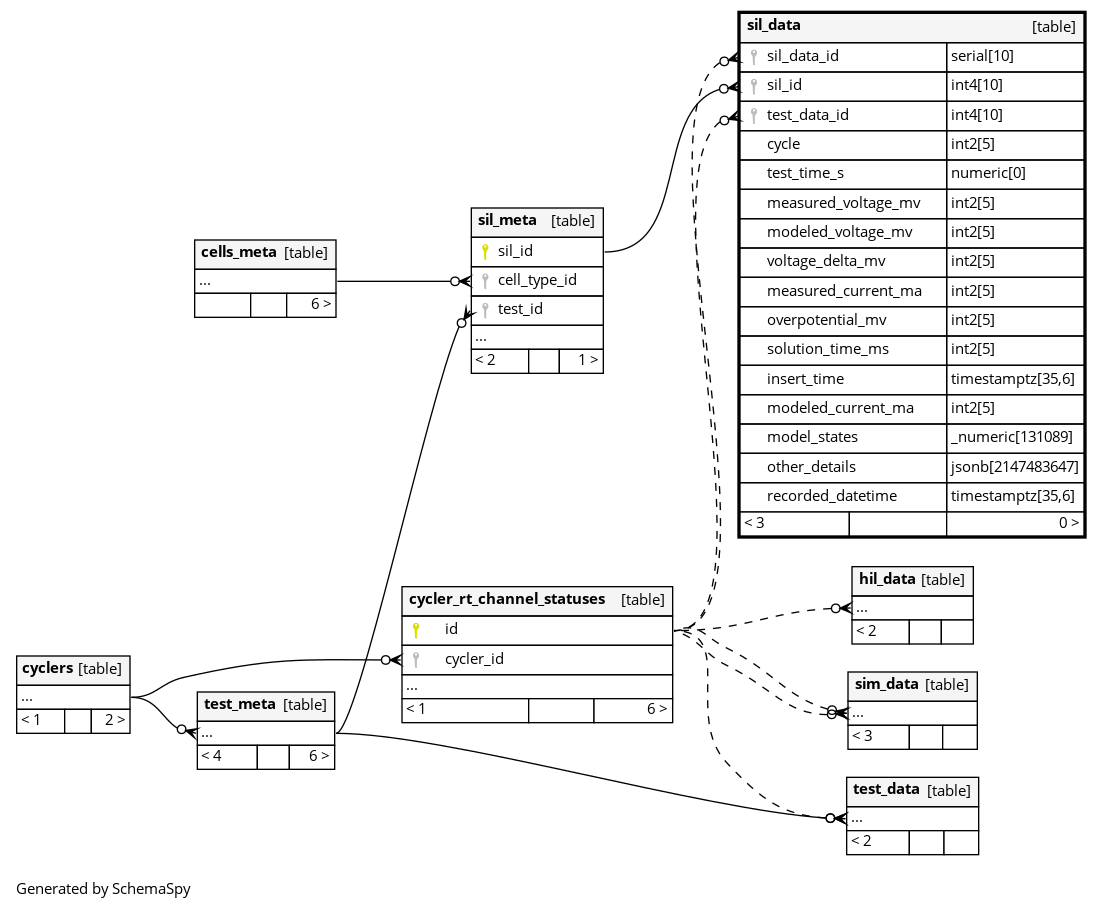 sil_data [table]
sil_data_id serial[10]
sil_id int4[10]
test_data_id int4[10]
cycle int2[5]
test_time_s numeric[0]
measured_voltage_mv int2[5]
modeled_voltage_mv int2[5]
voltage_delta_mv int2[5]
measured_current_ma int2[5]
overpotential_mv int2[5]
solution_time_ms int2[5]
insert_time timestamptz[35,6]
modeled_current_ma int2[5]
model_states _numeric[131089]
other_details jsonb[2147483647]
recorded_datetime timestamptz[35,6]
< 3 0 >
sil_meta [table]
sil_id
cell_type_id
test_id
...
< 2 1 >
cells_meta [table]
...
6 >
cycler_rt_channel_statuses [table]
id
cycler_id
...
< 1 6 >
hil_data [table]
...
< 2
cyclers [table]
...
< 1 2 >
test_meta [table]
...
< 4 6 >
sim_data [table]
...
< 3
test_data [table]
...
< 2
Generated by SchemaSpy